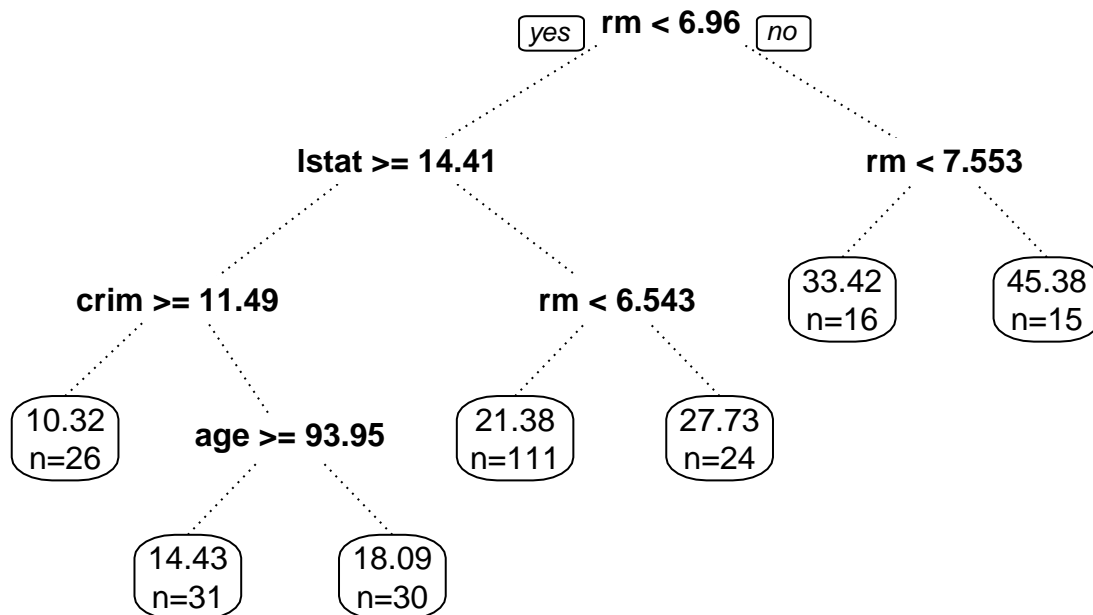 yes rm < 6.96 no
lstat >= 14.41 rm < 7.553
crim >= 11.49 rm < 6.543
33.42 45.38
n=16 n=15
10.32 age >= 93.95 21.38 27.73
n=26 n=111 n=24
14.43 18.09
n=31 n=30